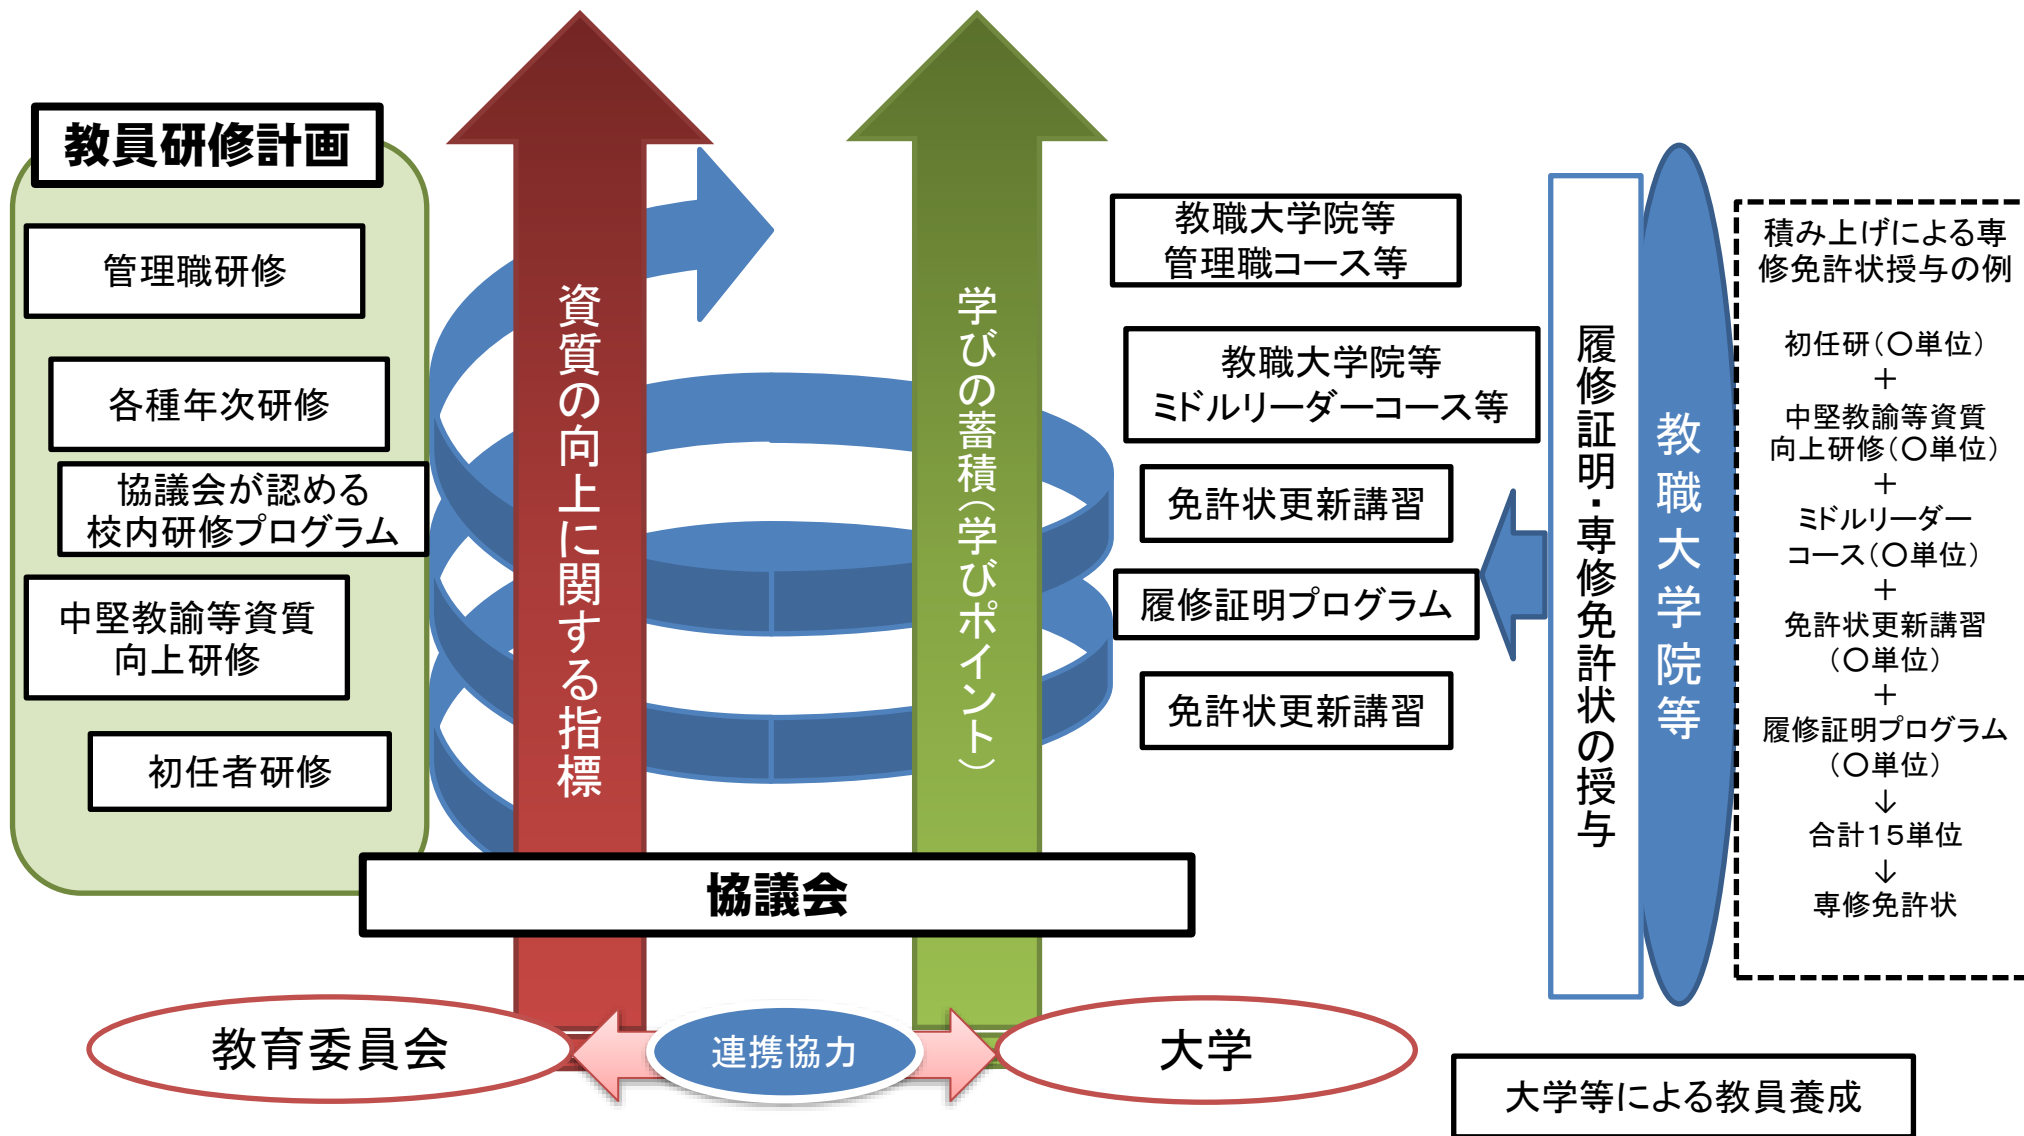 教員研修計画
管理職研修
各種年次研修
協議会が認める
校内研修プログラム
中堅教諭等資質
向上研修
初任者研修
資質の向上に関する指標
学びの蓄積(学びポイント)
教職大学院等
管理職コース等
教職大学院等
ミドルリーダーコース等
免許状更新講習
履修証明プログラム
免許状更新講習
履修証明・専修免許状の授与
教職大学院等
積み上げによる専
修免許状授与の例
初任研(〇単位)
+
中堅教諭等資質
向上研修(〇単位)
+
ミドルリーダー
コース(〇単位)
+
免許状更新講習
(〇単位)
+
履修証明プログラム
(〇単位)
↓
合計15単位
↓
専修免許状
協議会
教育委員会
連携協力
大学
大学等による教員養成